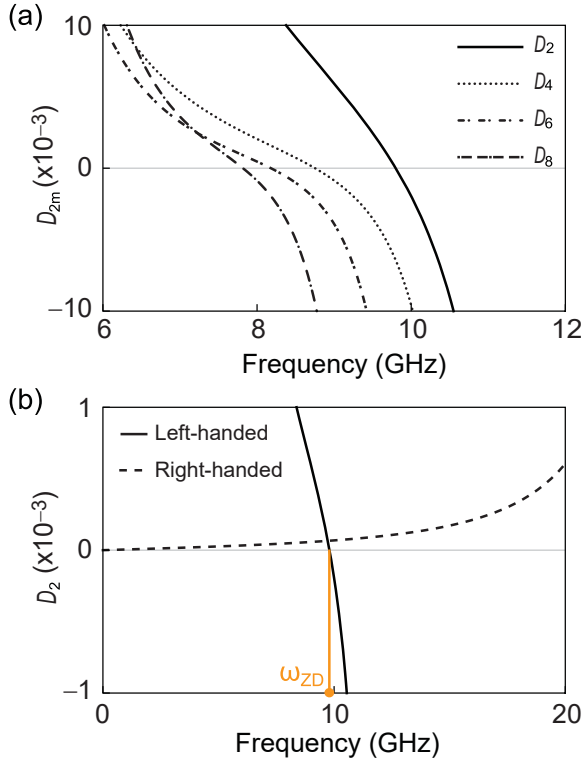 (a)
10
0
−10
D2m (x10−3)
D2
D4
D6
D8
6
8
10
12
Frequency (GHz)
(b)
1
0
−1
D2 (x10−3)
Left-handed
Right-handed
ωZD
0
10
20
Frequency (GHz)